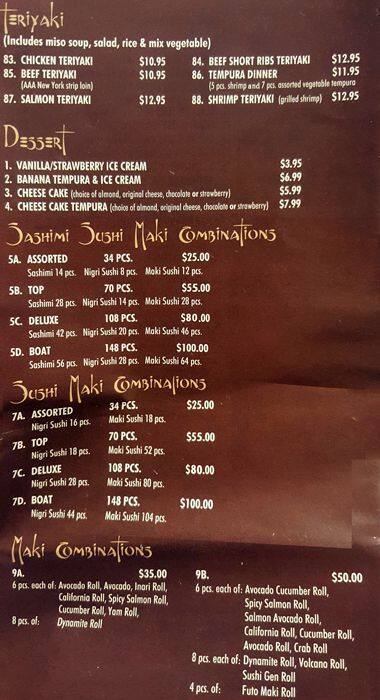 Teriyaki
(Includes miso soup, salad, rice & mix vegetable)
83. CHICKEN TERIYAKI $10.95
84. BEEF SHORT RIBS TERIYAKI $12.95
85. BEEF TERIYAKI $10.95
(AAA New York strip loin)
86. TEMPURA DINNER $11.95
(5 pcs. shrimp and 7 pcs. assorted vegetable tempura
87. SALMON TERIYAKI $12.95
88. SHRIMP TERIYAKI (grilled shrimp) $12.95
Dessert
1. VANILLA/STRAWBERRY ICE CREAM $3.95
2. BANANA TEMPURA & ICE CREAM $6.99
3. CHEESE CAKE (choice of almond, original cheese, chocolate or strawberry) $5.99
4. CHEESE CAKE TEMPURA (choice of almond, original cheese, chocolate or strawberry) $7.99
Sashimi Sushi Maki Combinations
5A. ASSORTED 34 PCS. $25.00
Sashimi 14 pcs. Nigri Sushi 8 pcs. Maki Sushi 12 pcs.
5B. TOP 70 PCS. $55.00
Sashimi 28 pcs. Nigri Sushi 14 pcs. Maki Sushi 28 pcs.
5C. DELUXE 108 PCS. $80.00
Sashimi 42 pcs. Nigri Sushi 20 pcs. Maki Sushi 46 pcs.
5D. BOAT 148 PCS. $100.00
Sashimi 56 pcs. Nigri Sushi 28 pcs. Maki Sushi 64 pcs.
Sushi Maki Combinations
7A. ASSORTED 34 PCS. $25.00
Nigri Sushi 16 pcs. Maki Sushi 18 pcs.
7B. TOP 70 PCS. $55.00
Nigri Sushi 18 pcs. Maki Sushi 52 pcs.
7C. DELUXE 108 PCS. $80.00
Nigri Sushi 28 pcs. Maki Sushi 80 pcs.
7D. BOAT 148 PCS. $100.00
Nigri Sushi 44 pcs. Maki Sushi 104 pcs.
Maki Combinations
9A. $35.00
6 pcs. each of: Avocado Roll, Avocado, Inari Roll,
California Roll, Spicy Salmon Roll,
Cucumber Roll, Yam Roll,
8 pcs. of: Dynamite Roll
9B. $50.00
6 pcs. each of: Avocado Cucumber Roll,
Spicy Salmon Roll,
Salmon Avocado Roll,
California Roll, Cucumber Roll,
Avocado Roll, Crab Roll
8 pcs. each of: Dynamite Roll, Volcano Roll,
Sushi Gen Roll
4 pcs. of: Futo Maki Roll